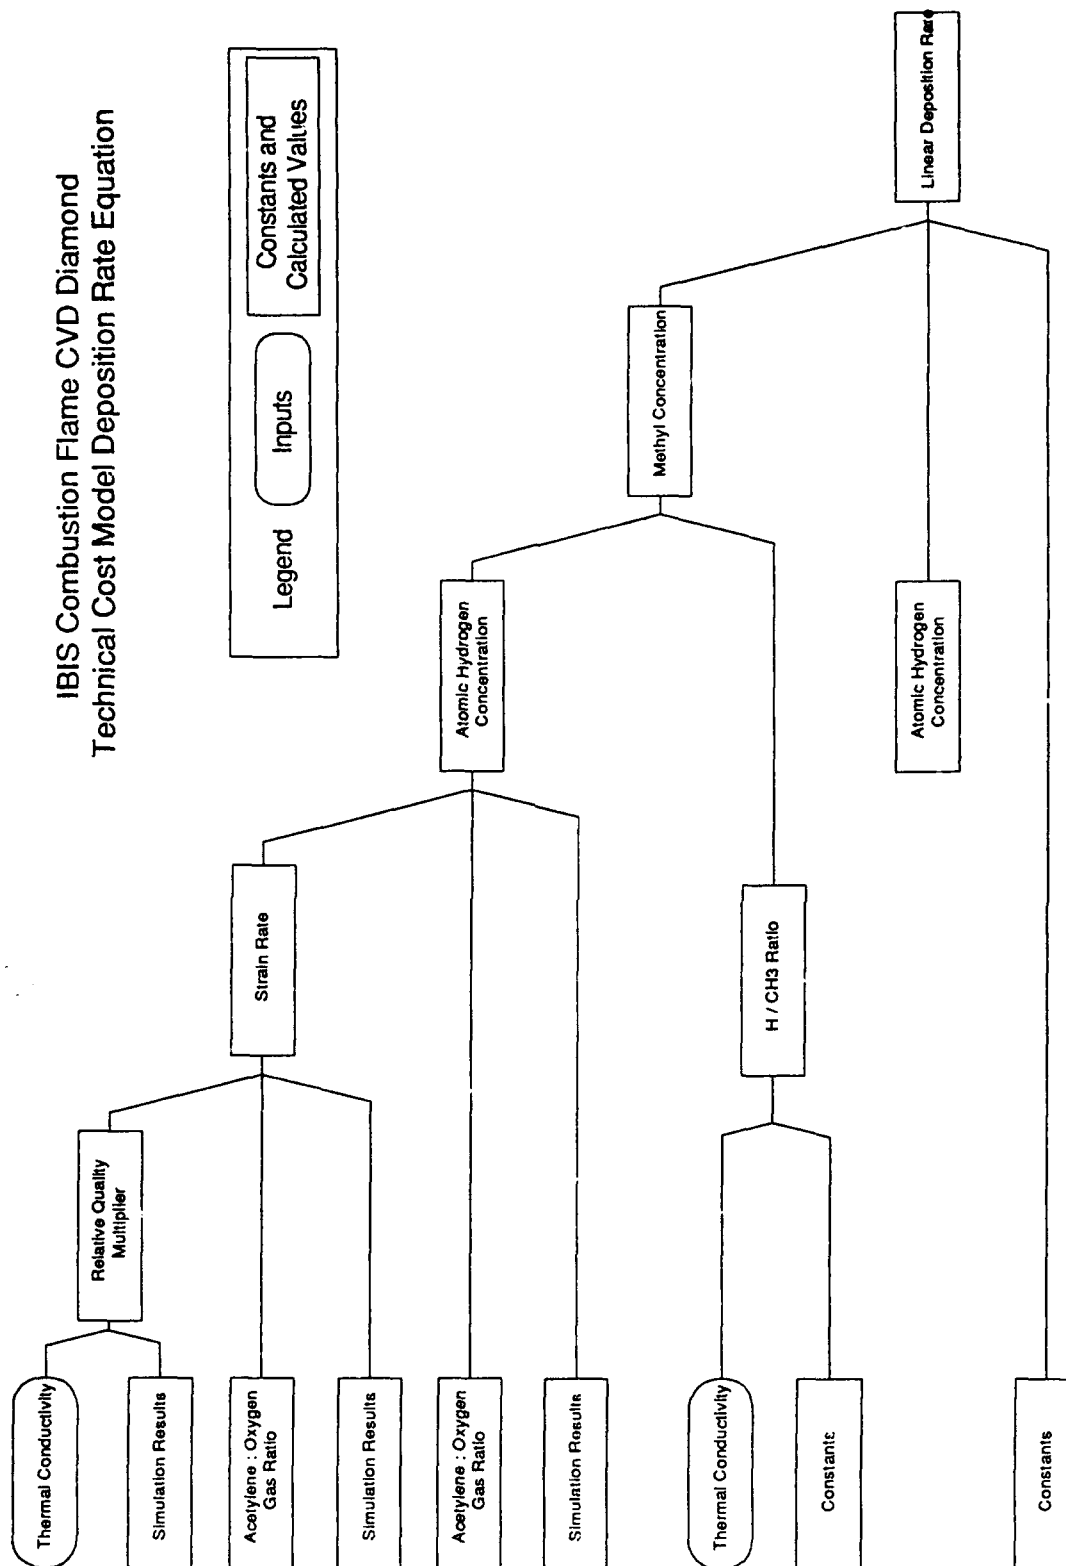 IBIS Combustion Flame CVD Diamond
Technical Cost Model Deposition Rate Equation
Legend
Inputs
Constants and
Calculated Values
Thermal Conductivity
Simulation Results
Relative Quality
Multiplier
Acetylene : Oxygen
Gas Ratio
Simulation Results
Strain Rate
Acetylene : Oxygen
Gas Ratio
Simulation Results
Atomic Hydrogen
Concentration
Thermal Conductivity
Constants
H / CH3 Ratio
Methyl Concentration
Atomic Hydrogen
Concentration
Constants
Linear Deposition Rate